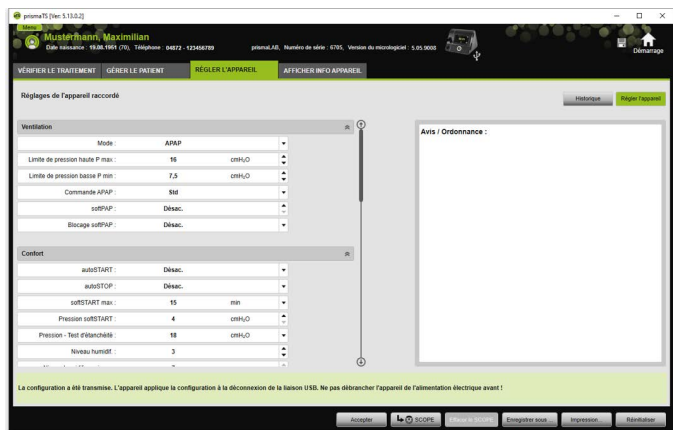 prismaTS [Ver: 5.13.0.2]
Menu
Mustermann, Maximilian
Date naissance : 19.08.1951 (70), Téléphone : 04872 - 123456789
prismaLAB, Numéro de série : 6705, Version du micrologiciel : 5.05.0008
Démarrage
VÉRIFIER LE TRAITEMENT
GÉRER LE PATIENT
RÉGLER L'APPAREIL
AFFICHER INFO APPAREIL
Réglages de l'appareil raccordé
Historique
Régler l'appareil
Ventilation
Mode : APAP
Limite de pression haute P max : 16 cmH₂O
Limite de pression basse P min : 7,5 cmH₂O
Commande APAP : Std
softPAP : Désac.
Blocage softPAP : Désac.
Confort
autoSTART : Désac.
autoSTOP : Désac.
softSTART max : 15 min
Pression softSTART : 4 cmH₂O
Pression - Test d'étanchéité : 18 cmH₂O
Niveau humidif. : 3
Avis / Ordonnance :
La configuration a été transmise. L'appareil applique la configuration à la déconnexion de la liaison USB. Ne pas débrancher l'appareil de l'alimentation électrique avant !
Accepter
SCOPE
Effacer le SCOPE
Enregistrer sous ...
Impression...
Réinitialiser